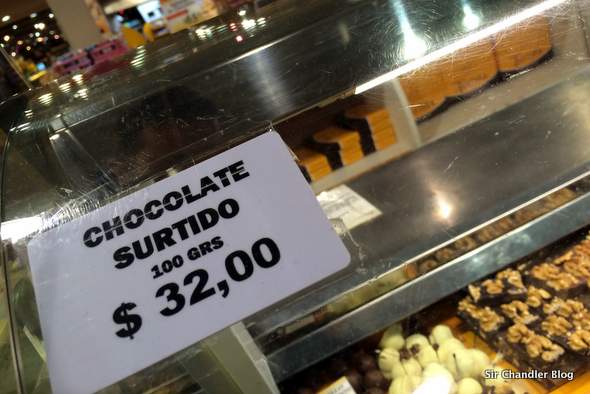 CHOCOLATE
SURTIDO
100 GRS
$ 32,00
Sir Chandler Blog